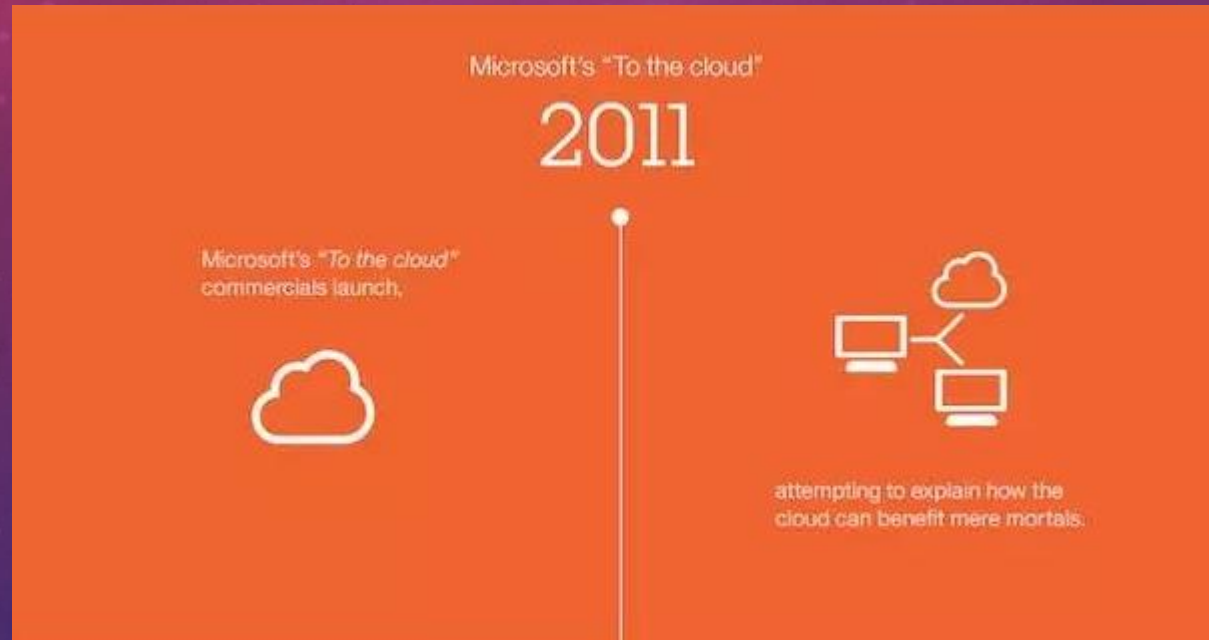 Microsoft's "To the cloud"
2011
Microsoft's "To the cloud"
commercials launch,
attempting to explain how the
cloud can benefit mere mortals.